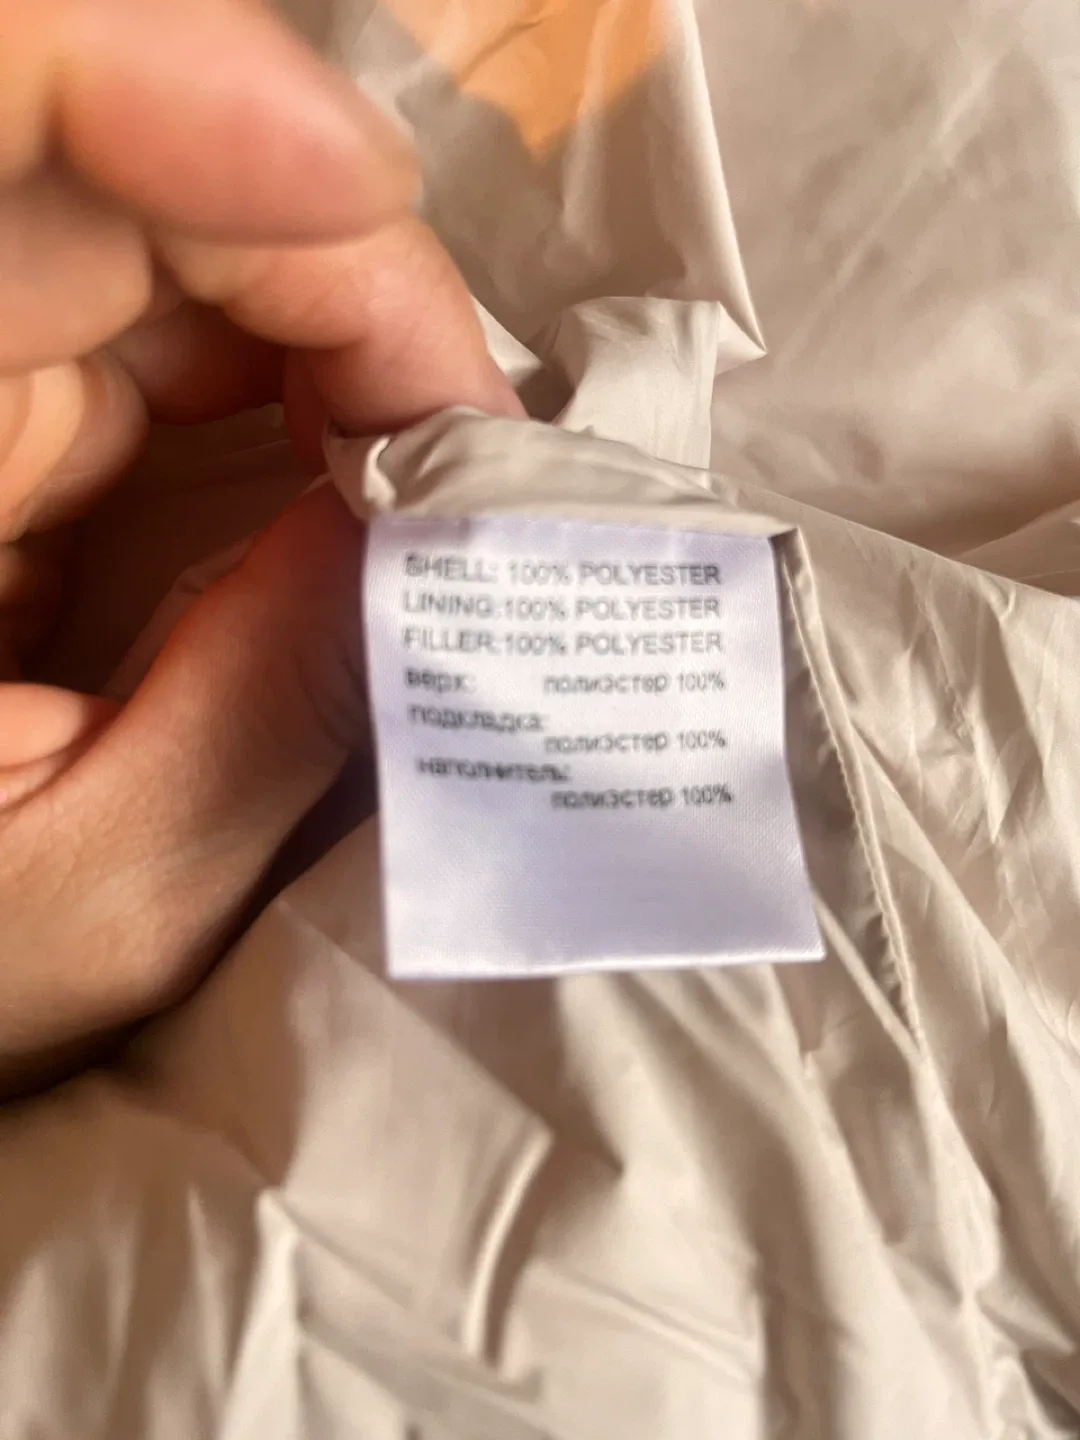 SHELL: 100% POLYESTER
LINING:100% POLYESTER
FILLER:100% POLYESTER
верх: полиэстер 100%
подкладка:
полиэстер 100%
наполнитель:
полиэстер 100%